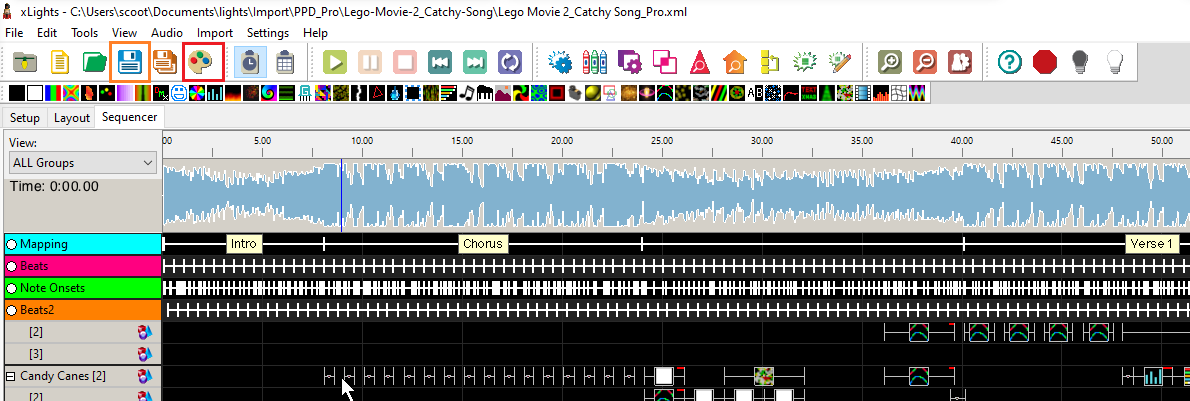 xLights - C:\Users\scoot\Documents\lights\Import\PPD_Pro\Lego-Movie-2_Catchy-Song\Lego Movie 2_Catchy Song_Pro.xml
File Edit Tools View Audio Import Settings Help
Setup Layout Sequencer
View:
ALL Groups
Time: 0:00.00
00 5.00 10.00 15.00 20.00 25.00 30.00 35.00 40.00 45.00 50.00
Mapping Intro Chorus Verse 1
Beats
Note Onsets
Beats2
[2]
[3]
Candy Canes [2]
[2]